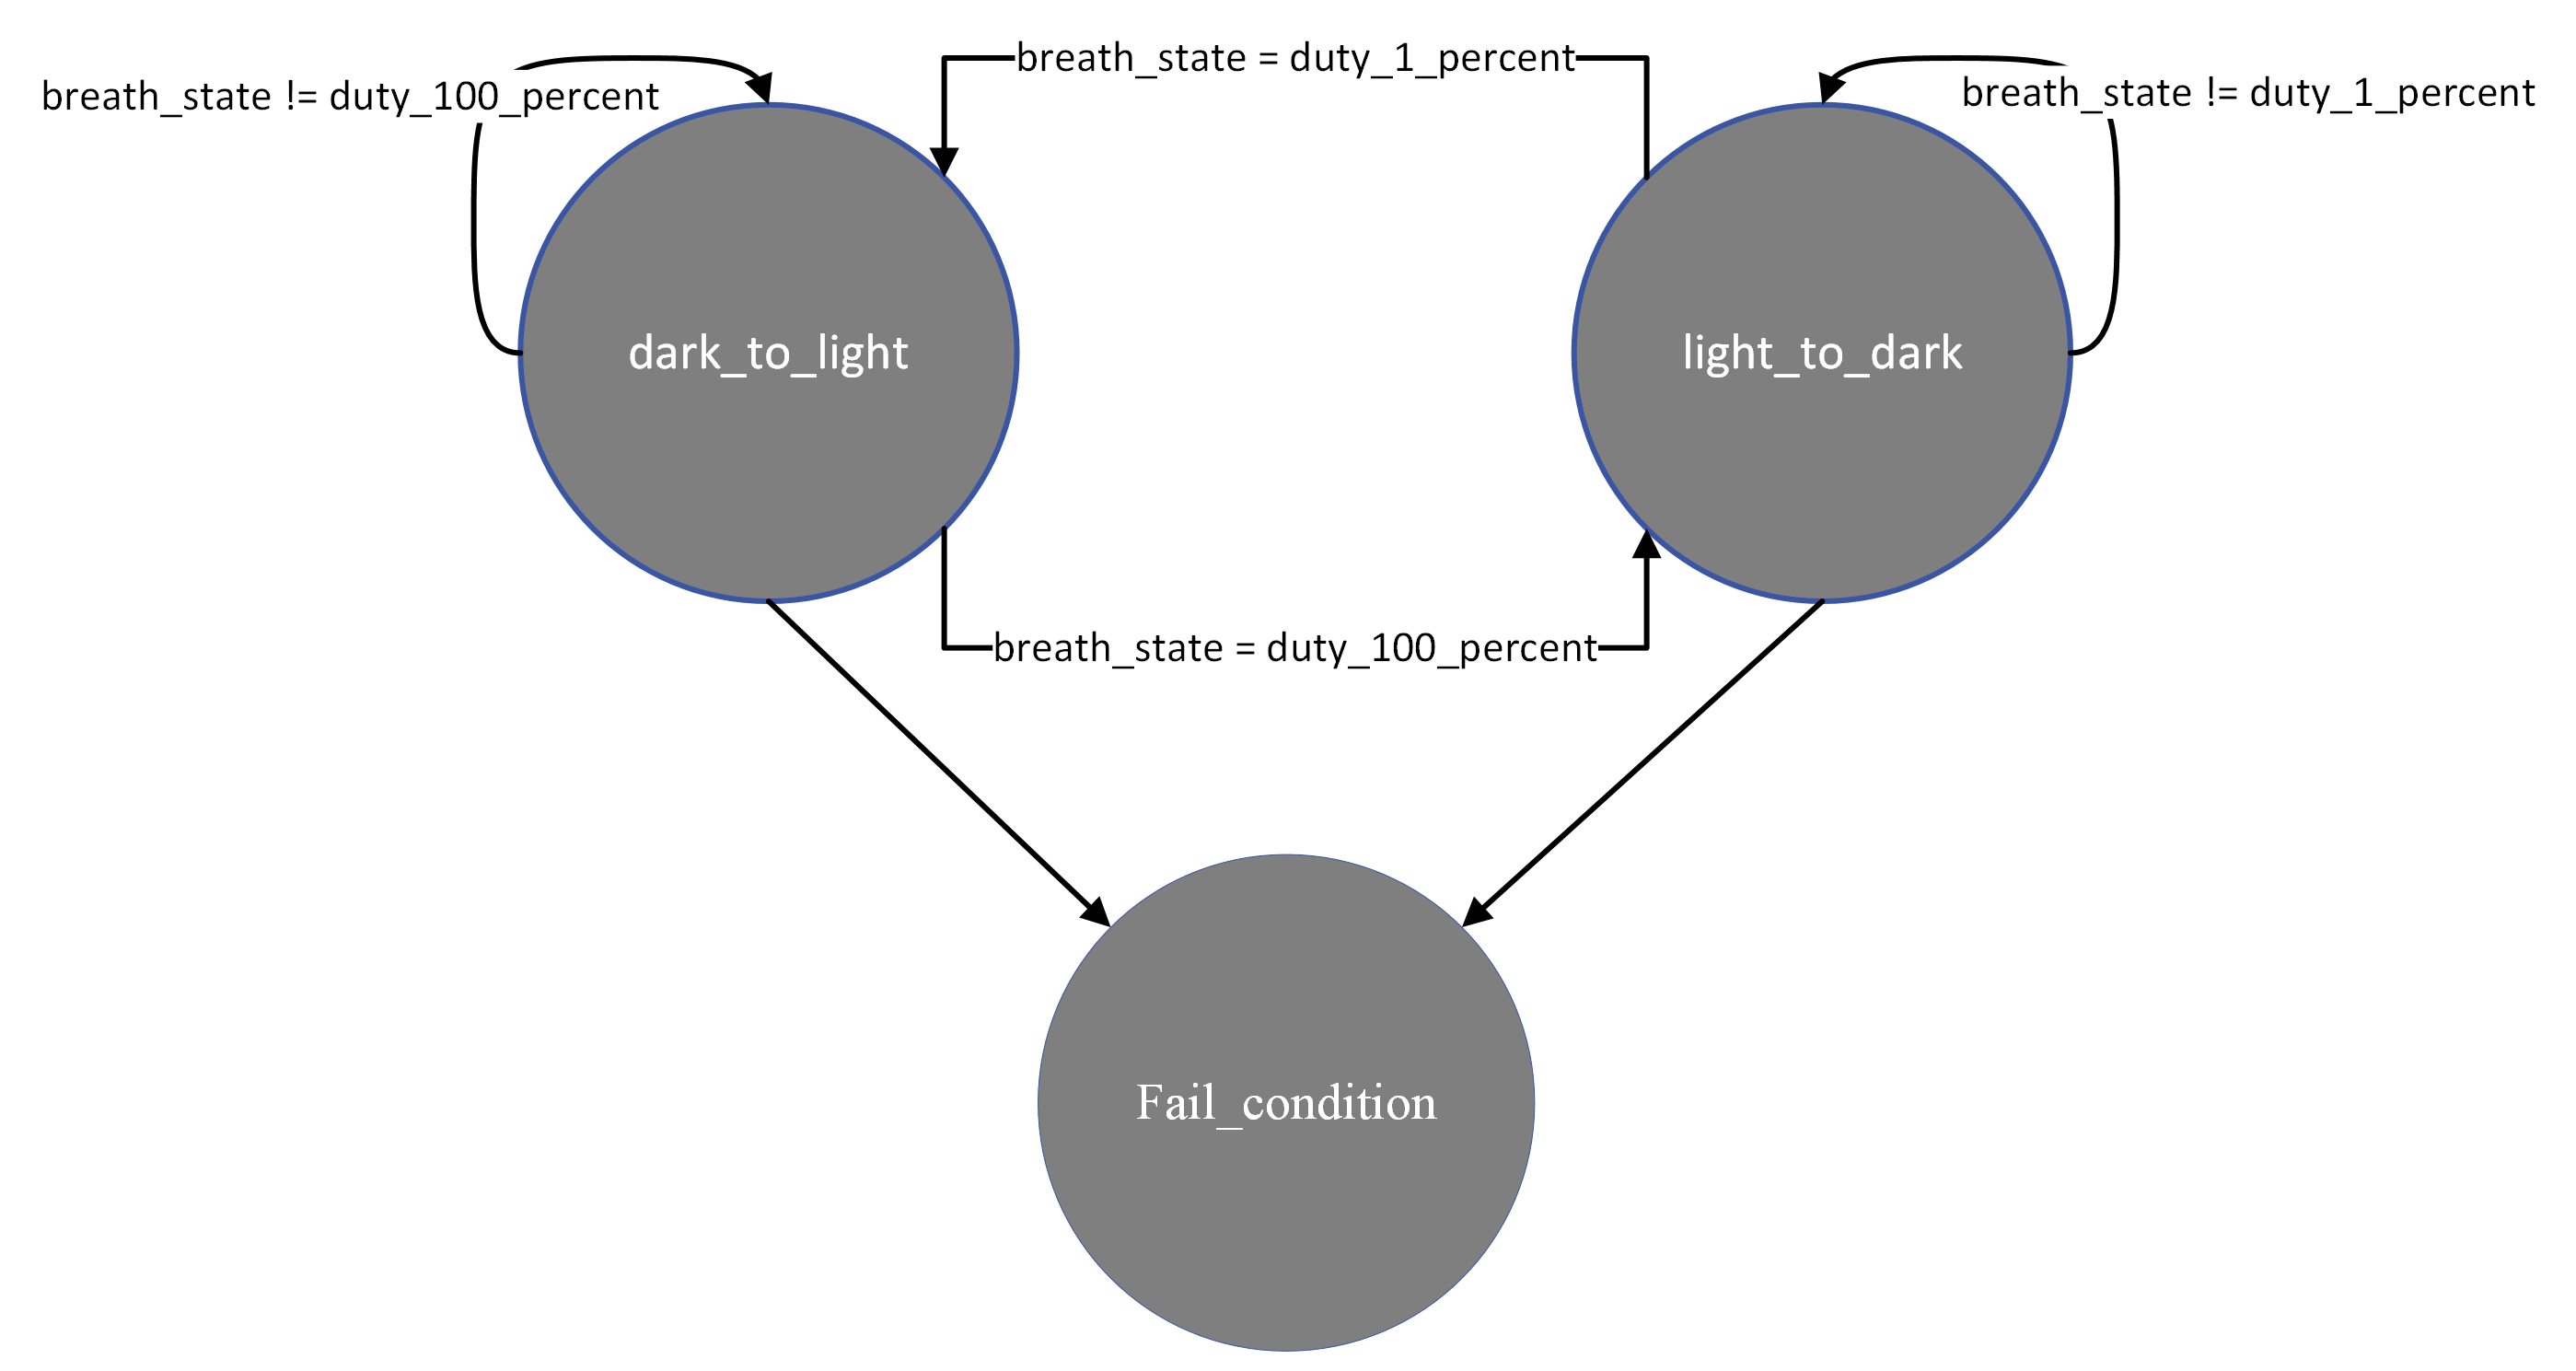 breath_state = duty_1_percent
breath_state != duty_100_percent
breath_state != duty_1_percent
dark_to_light
light_to_dark
breath_state = duty_100_percent
Fail_condition